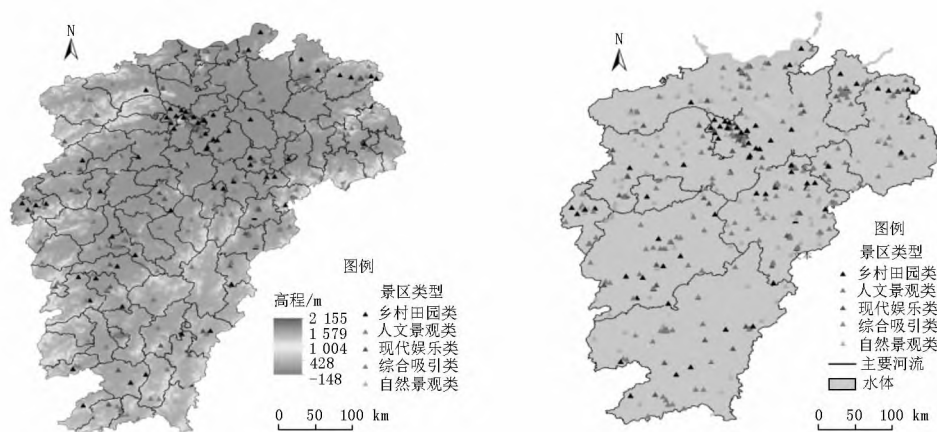 N
图例
高程/m
2 155
1 579
1 004
428
-148
景区类型
乡村田园类
人文景观类
现代娱乐类
综合吸引类
自然景观类
0 50 100 km
N
图例
景区类型
乡村田园类
人文景观类
现代娱乐类
综合吸引类
自然景观类
主要河流
水体
0 50 100 km